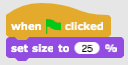 when clicked
set size to 25 %